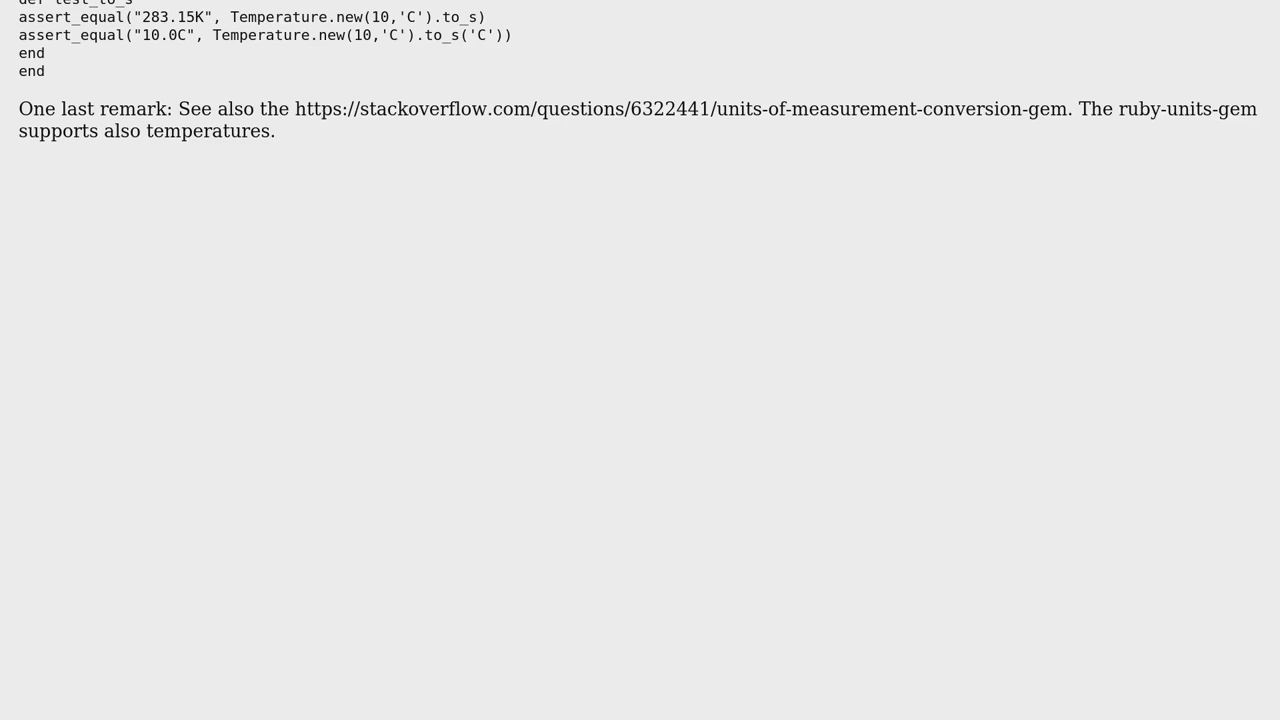 def test_to_s
assert_equal("283.15K", Temperature.new(10,'C').to_s)
assert_equal("10.0C", Temperature.new(10,'C').to_s('C'))
end
end
One last remark: See also the https://stackoverflow.com/questions/6322441/units-of-measurement-conversion-gem. The ruby-units-gem
supports also temperatures.